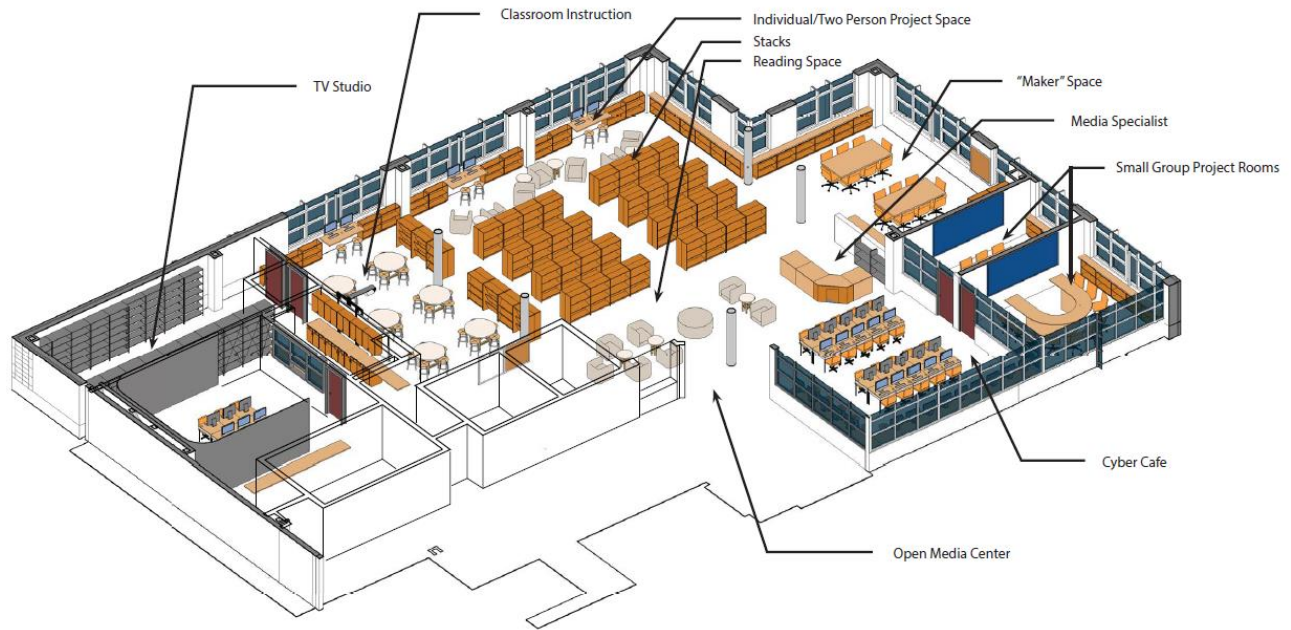 Classroom Instruction
Individual/Two Person Project Space
Stacks
Reading Space
TV Studio
“Maker” Space
Media Specialist
Small Group Project Rooms
Cyber Cafe
Open Media Center